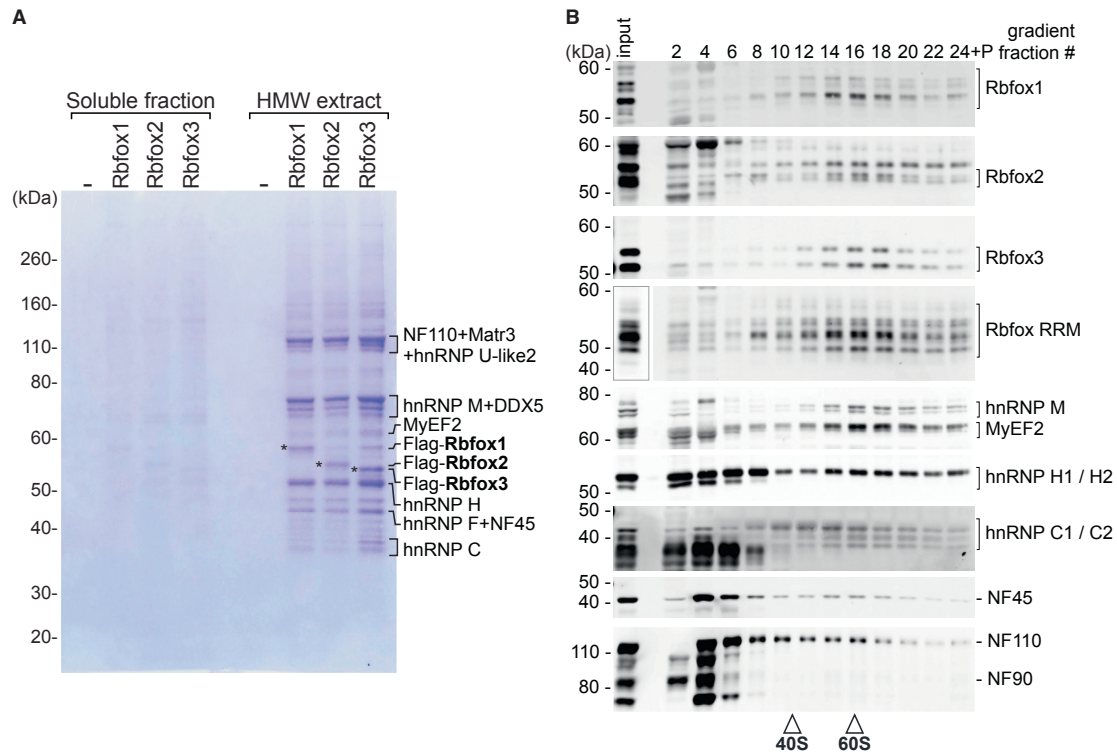 A
Soluble fraction
HMW extract
-
Rbfox1
Rbfox2
Rbfox3
-
Rbfox1
Rbfox2
Rbfox3
(kDa)
260-
160-
110-
80-
60-
50-
40-
30-
20-
NF110+Matr3
+hnRNP U-like2
hnRNP M+DDX5
MyEF2
Flag-Rbfox1
Flag-Rbfox2
Flag-Rbfox3
hnRNP H
hnRNP F+NF45
hnRNP C
*
*
*
B
(kDa)
input
2 4 6 8 10 12 14 16 18 20 22 24+P
gradient
fraction #
60 -
50 -
Rbfox1
60 -
50 -
Rbfox2
60 -
50 -
Rbfox3
50 -
40 -
Rbfox RRM
80 -
60 -
hnRNP M
MyEF2
50 -
hnRNP H1 / H2
40 -
hnRNP C1 / C2
50 -
40 -
- NF45
110 -
80 -
- NF110
- NF90
40S
60S